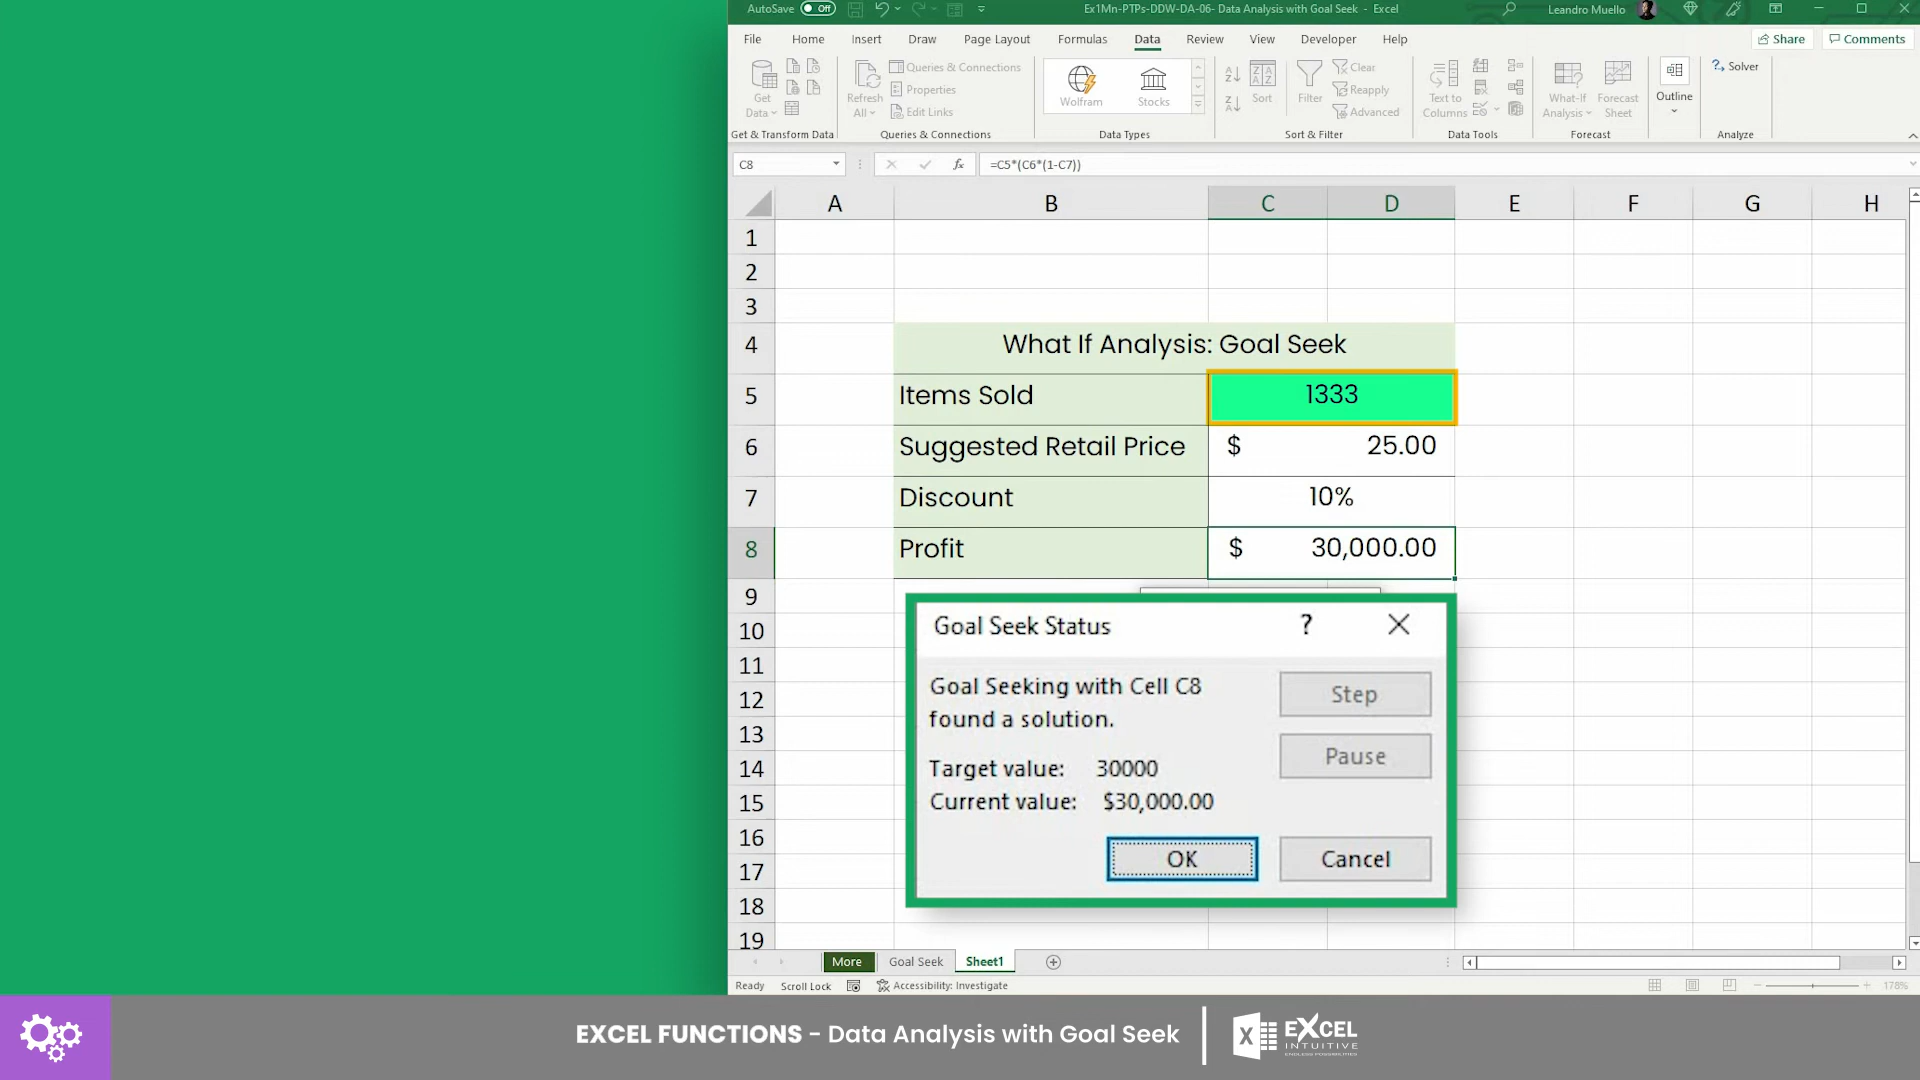 AutoSave Off Ex1Mn-PTPs-DDW-DA-06- Data Analysis with Goal Seek - Excel Leandro Muello
File Home Insert Draw Page Layout Formulas Data Review View Developer Help Share Comments
Get Data
Refresh All
Queries & Connections
Properties
Edit Links
Wolfram Stocks
Sort
Filter
Clear
Reapply
Advanced
Text to Columns
What-If Analysis
Forecast Sheet
Outline
Solver
Get & Transform Data Queries & Connections Data Types Sort & Filter Data Tools Forecast Analyze
C8 fx =C5*(C6*(1-C7))
A B C D E F G H
1
2
3
4 What If Analysis: Goal Seek
5 Items Sold 1333
6 Suggested Retail Price $ 25.00
7 Discount 10%
8 Profit $ 30,000.00
9
10
11
12
13
14
15
16
17
18
19
Goal Seek Status ? X
Goal Seeking with Cell C8
found a solution.
Target value: 30000
Current value: $30,000.00
Step
Pause
OK Cancel
More Goal Seek Sheet1
Ready Scroll Lock Accessibility: Investigate 178%
EXCEL FUNCTIONS - Data Analysis with Goal Seek
X EXCEL
INTUITIVE
ENDLESS POSSIBILITIES